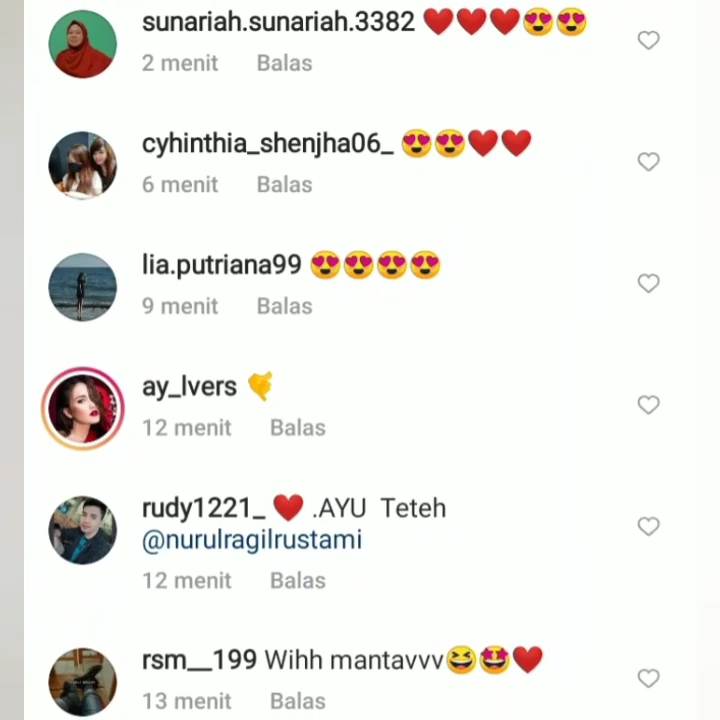 sunariah.sunariah.3382 ❤️❤️❤️😍😍
2 menit Balas
cyhinthia_shenjha06_ 😍😍❤️❤️
6 menit Balas
lia.putriana99 😍😍😍😍
9 menit Balas
ay_lvers 🤙
12 menit Balas
rudy1221_ ❤️ .AYU Teteh
@nurulragilrustami
12 menit Balas
rsm__199 Wihh mantavvv😆🤩❤️
13 menit Balas